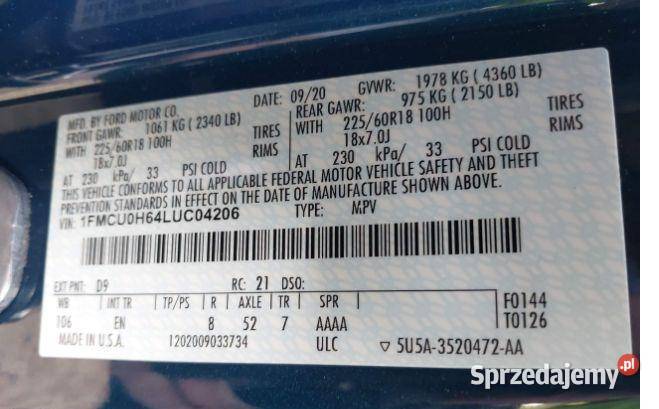 MFD. BY FORD MOTOR CO.
DATE: 09/20
GVWR: 1978 KG ( 4360 LB)
FRONT GAWR: 1061 KG ( 2340 LB)
REAR GAWR: 975 KG ( 2150 LB)
WITH 225/60R18 100H TIRES
WITH 225/60R18 100H TIRES
18x7.0J RIMS
18x7.0J RIMS
AT 230 kPa/ 33 PSI COLD
AT 230 kPa/ 33 PSI COLD
THIS VEHICLE CONFORMS TO ALL APPLICABLE FEDERAL MOTOR VEHICLE SAFETY AND THEFT
PREVENTION STANDARDS IN EFFECT ON THE DATE OF MANUFACTURE SHOWN ABOVE.
VIN: 1FMCU0H64LUC04206
TYPE: MPV
EXT PNT: D9 RC: 21 DSO:
WB INT TR TP/PS R AXLE TR SPR
106 EN 8 52 7 AAAA
F0144
T0126
MADE IN U.S.A. 1202009033734 ULC ▽ 5U5A-3520472-AA
Sprzedajemy.pl